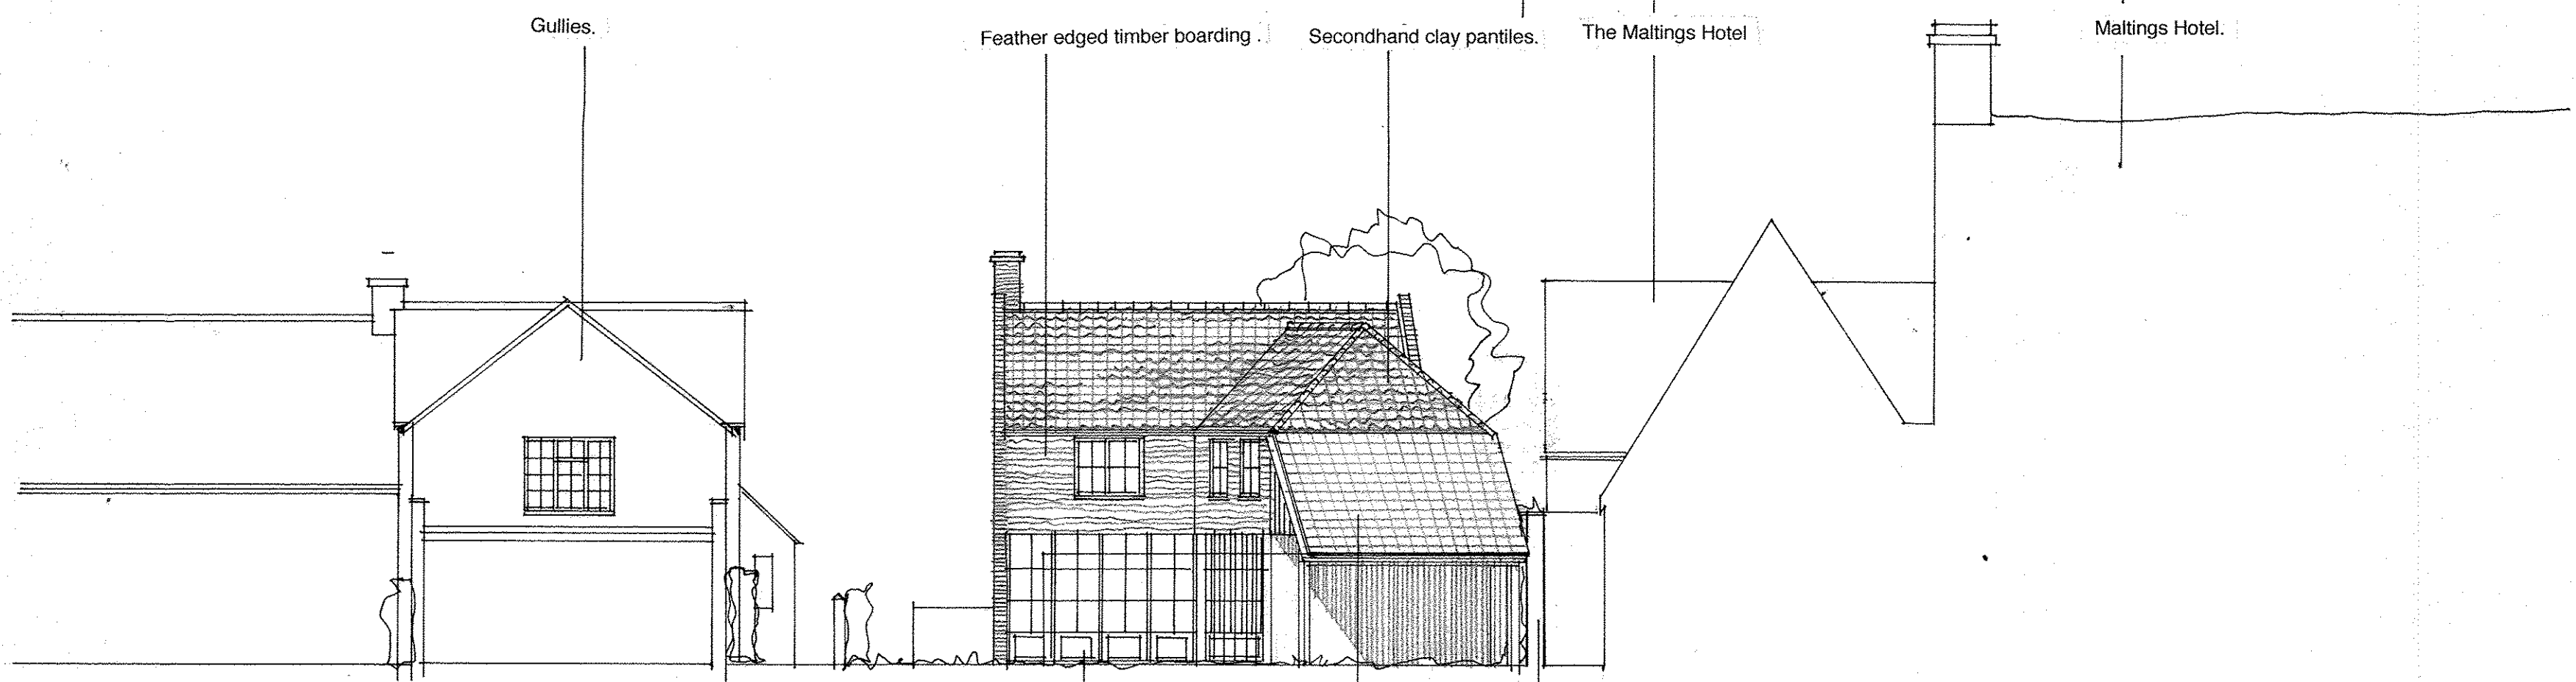 Gullies.
Feather edged timber boarding .
Secondhand clay pantiles.
The Maltings Hotel
Maltings Hotel.